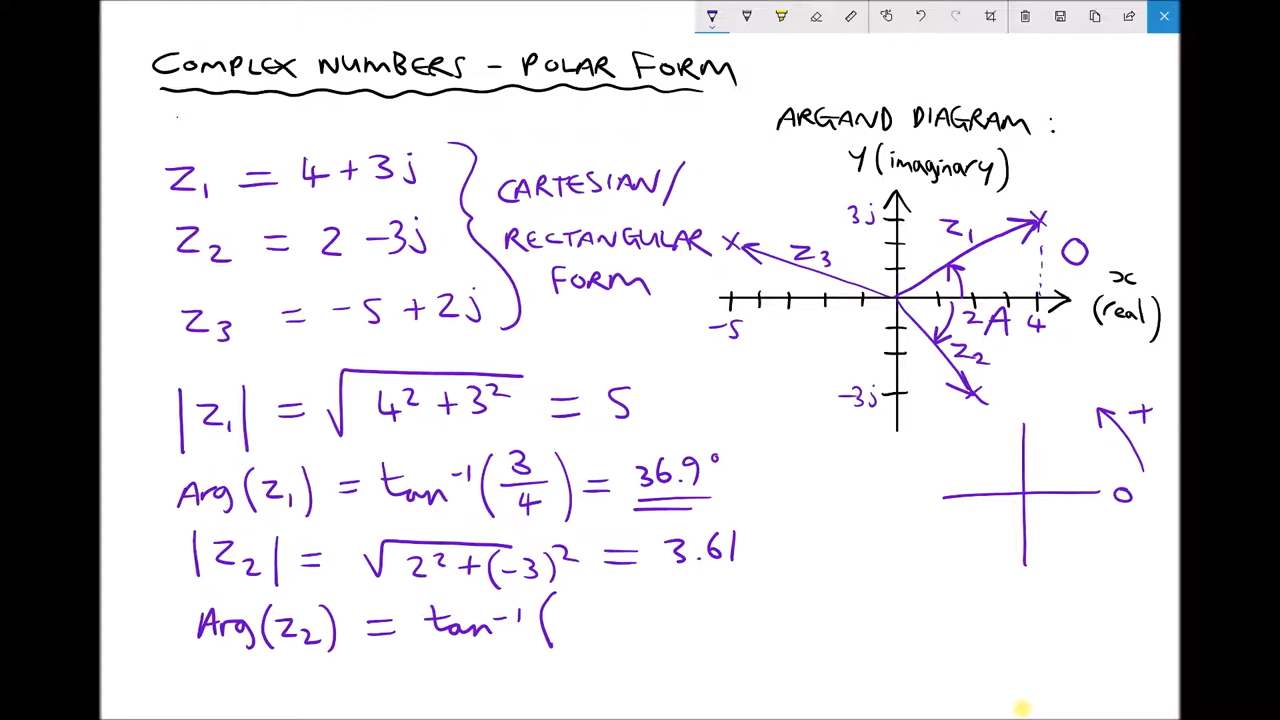 COMPLEX NUMBERS - POLAR FORM
ARGAND DIAGRAM :
Y (imaginary)
z₁ = 4 + 3j
z₂ = 2 - 3j
z₃ = -5 + 2j
CARTESIAN/
RECTANGULAR
FORM
3j
z₁
O
z₃
x
(real)
-5
2
A
4
z₂
-3j
|z₁| = √(4² + 3²) = 5
+
O
Arg(z₁) = tan⁻¹(3/4) = 36.9°
|z₂| = √(2² + (-3)²) = 3.61
Arg(z₂) = tan⁻¹(